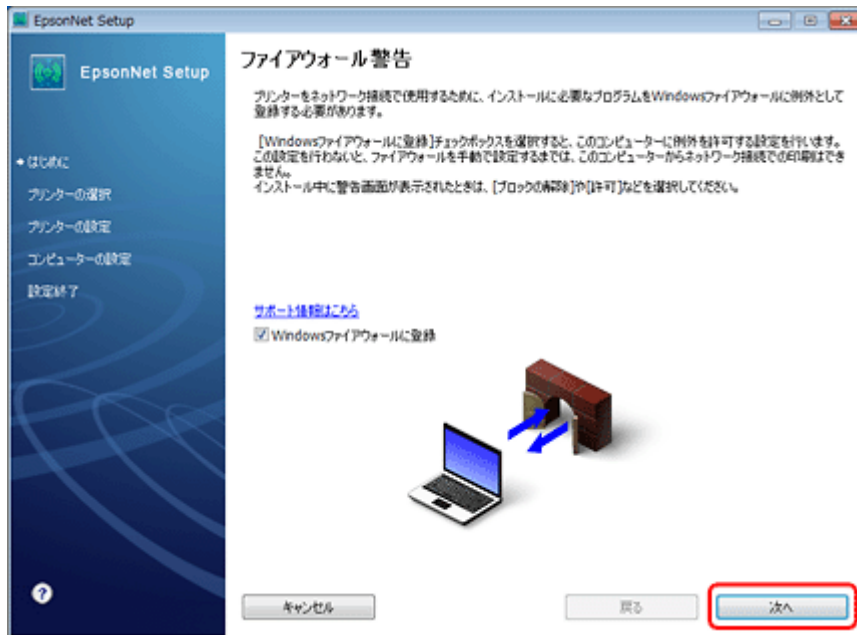 EpsonNet Setup
EpsonNet Setup
はじめに
プリンターの選択
プリンターの設定
コンピューターの設定
設定終了
ファイアウォール警告
プリンターをネットワーク接続で使用するために、インストールに必要なプログラムをWindowsファイアウォールに例外として
登録する必要があります。
[Windowsファイアウォールに登録]チェックボックスを選択すると、このコンピューターに例外を許可する設定を行います。
この設定を行わないと、ファイアウォールを手動で設定するまでは、このコンピューターからネットワーク接続での印刷はでき
ません。
インストール中に警告画面が表示されたときは、[ブロックの解除]や[許可]などを選択してください。
サポート情報はこちら
Windowsファイアウォールに登録
?
キャンセル
戻る
次へ